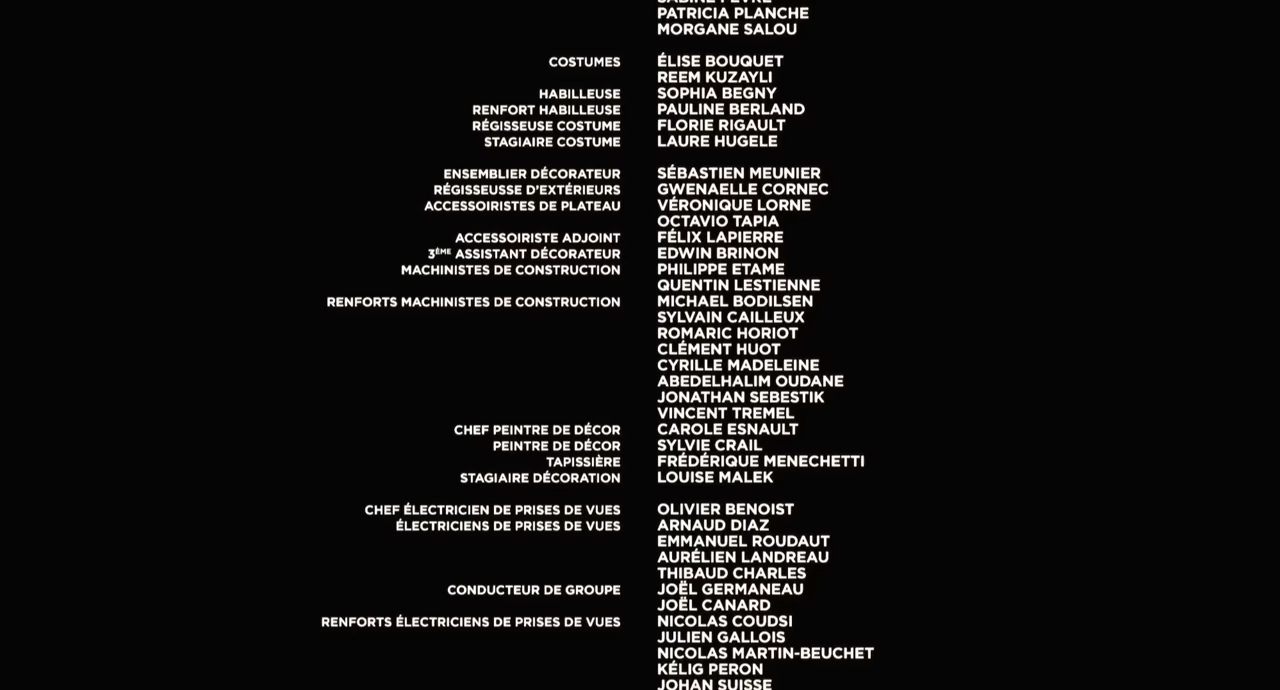 PATRICIA PLANCHE
MORGANE SALOU
COSTUMES ÉLISE BOUQUET
REEM KUZAYLI
HABILLEUSE SOPHIA BEGNY
RENFORT HABILLEUSE PAULINE BERLAND
RÉGISSEUSE COSTUME FLORIE RIGAULT
STAGIAIRE COSTUME LAURE HUGELE
ENSEMBLIER DÉCORATEUR SÉBASTIEN MEUNIER
RÉGISSEUSSE D'EXTÉRIEURS GWENAELLE CORNEC
ACCESSOIRISTES DE PLATEAU VÉRONIQUE LORNE
OCTAVIO TAPIA
ACCESSOIRISTE ADJOINT FÉLIX LAPIERRE
3ÈME ASSISTANT DÉCORATEUR EDWIN BRINON
MACHINISTES DE CONSTRUCTION PHILIPPE ETAME
QUENTIN LESTIENNE
RENFORTS MACHINISTES DE CONSTRUCTION MICHAEL BODILSEN
SYLVAIN CAILLEUX
ROMARIC HORIOT
CLÉMENT HUOT
CYRILLE MADELEINE
ABEDELHALIM OUDANE
JONATHAN SEBESTIK
VINCENT TREMEL
CHEF PEINTRE DE DÉCOR CAROLE ESNAULT
PEINTRE DE DÉCOR SYLVIE CRAIL
TAPISSIÈRE FRÉDÉRIQUE MENECHETTI
STAGIAIRE DÉCORATION LOUISE MALEK
CHEF ÉLECTRICIEN DE PRISES DE VUES OLIVIER BENOIST
ÉLECTRICIENS DE PRISES DE VUES ARNAUD DIAZ
EMMANUEL ROUDAUT
AURÉLIEN LANDREAU
THIBAUD CHARLES
CONDUCTEUR DE GROUPE JOËL GERMANEAU
JOËL CANARD
RENFORTS ÉLECTRICIENS DE PRISES DE VUES NICOLAS COUDSI
JULIEN GALLOIS
NICOLAS MARTIN-BEUCHET
KÉLIG PERON
JOHAN SUISSE